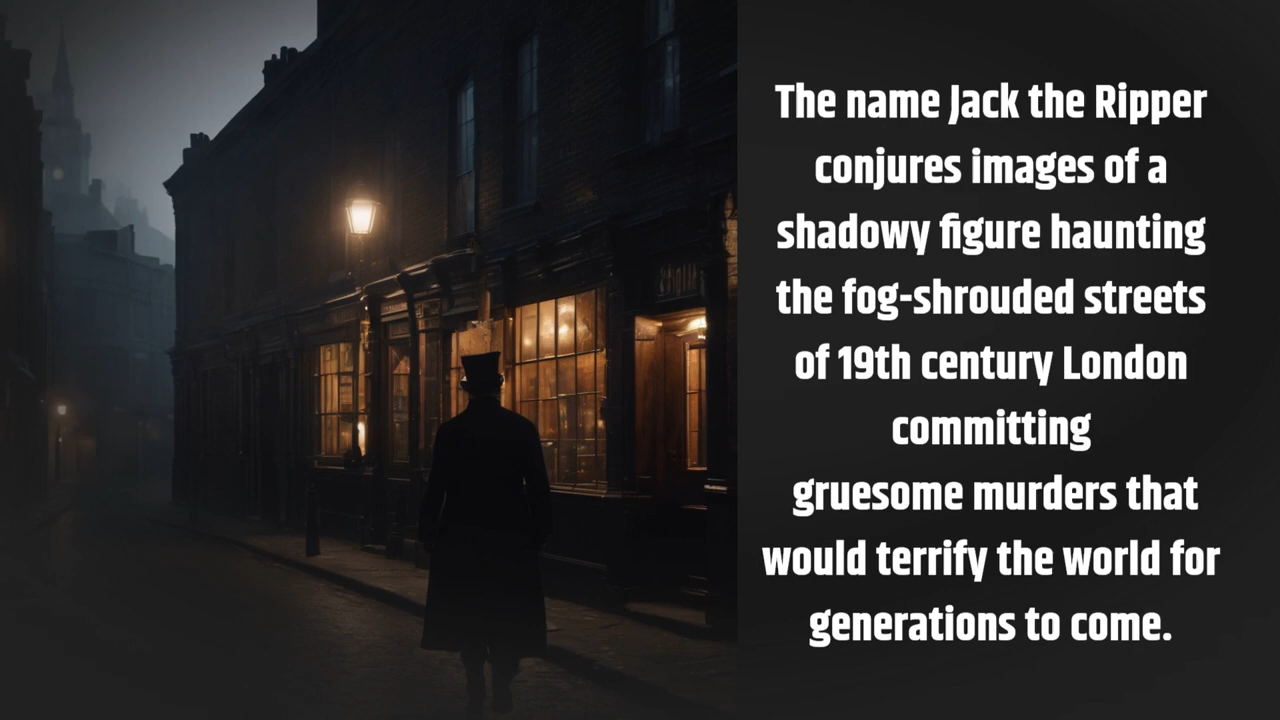 The name Jack the Ripper
conjures images of a
shadowy figure haunting
the fog-shrouded streets
of 19th century London
committing
gruesome murders that
would terrify the world for
generations to come.